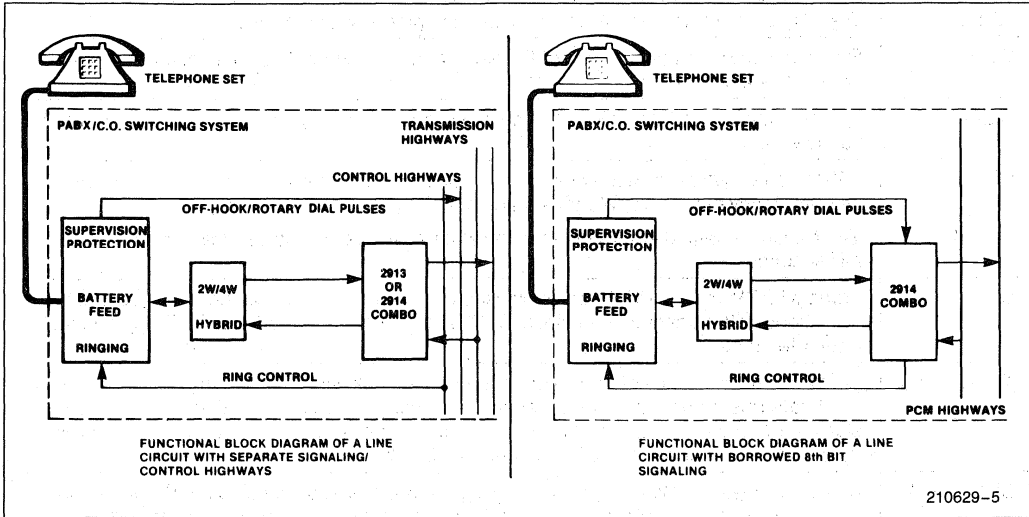 TELEPHONE SET
PABX/C.O. SWITCHING SYSTEM
TRANSMISSION
HIGHWAYS
CONTROL HIGHWAYS
OFF-HOOK/ROTARY DIAL PULSES
SUPERVISION
PROTECTION
BATTERY
FEED
RINGING
2W/4W
HYBRID
2913
OR
2914
COMBO
RING CONTROL
FUNCTIONAL BLOCK DIAGRAM OF A LINE
CIRCUIT WITH SEPARATE SIGNALING/
CONTROL HIGHWAYS
TELEPHONE SET
PABX/C.O. SWITCHING SYSTEM
OFF-HOOK/ROTARY DIAL PULSES
SUPERVISION
PROTECTION
BATTERY
FEED
RINGING
2W/4W
HYBRID
2914
COMBO
RING CONTROL
PCM HIGHWAYS
FUNCTIONAL BLOCK DIAGRAM OF A LINE
CIRCUIT WITH BORROWED 8th BIT
SIGNALING
210629-5